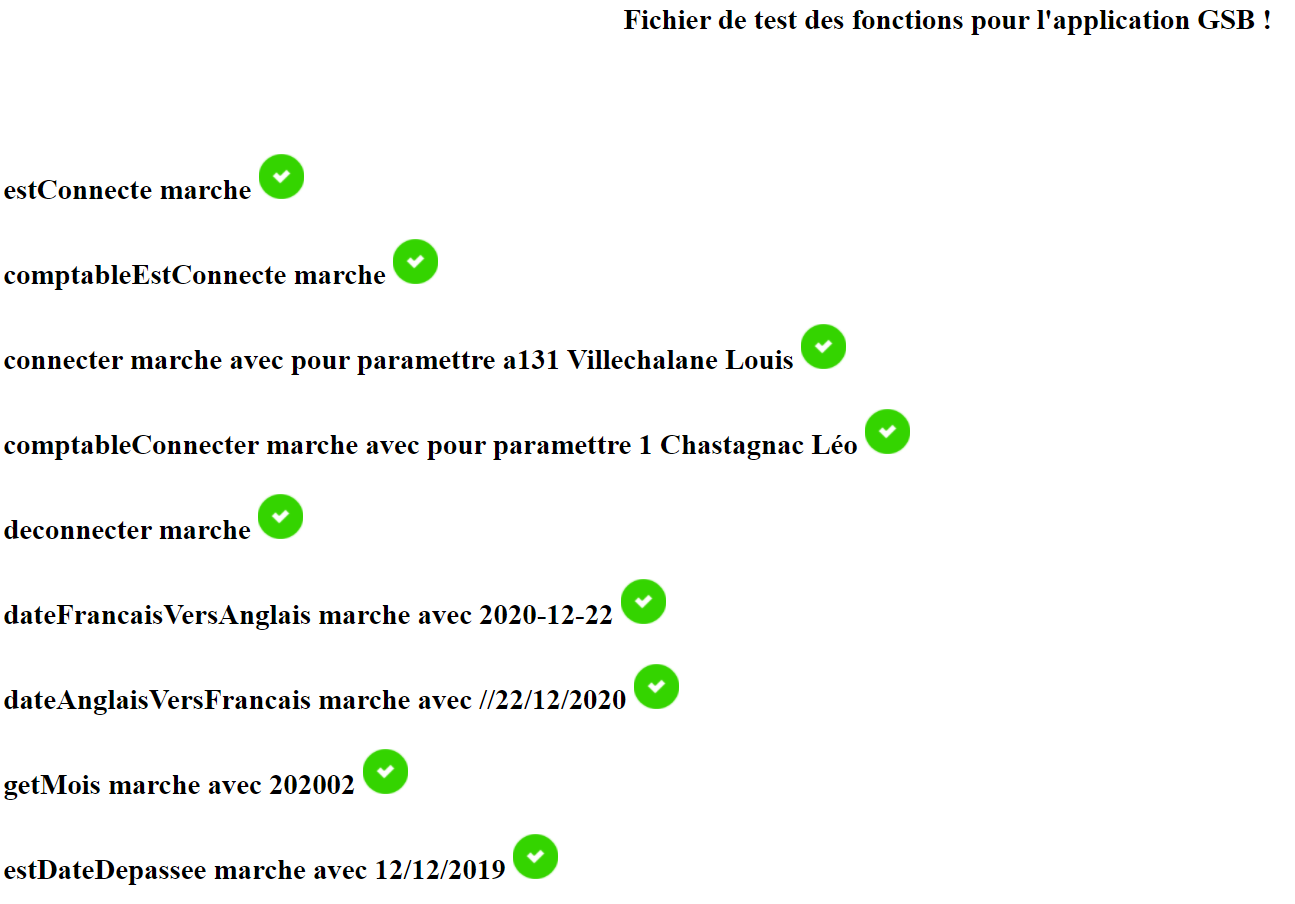 Fichier de test des fonctions pour l'application GSB !
estConnecte marche
comptableEstConnecte marche
connecter marche avec pour paramettre a131 Villechalane Louis
comptableConnecter marche avec pour paramettre 1 Chastagnac Léo
deconnecter marche
dateFrancaisVersAnglais marche avec 2020-12-22
dateAnglaisVersFrancais marche avec //22/12/2020
getMois marche avec 202002
estDateDepassee marche avec 12/12/2019